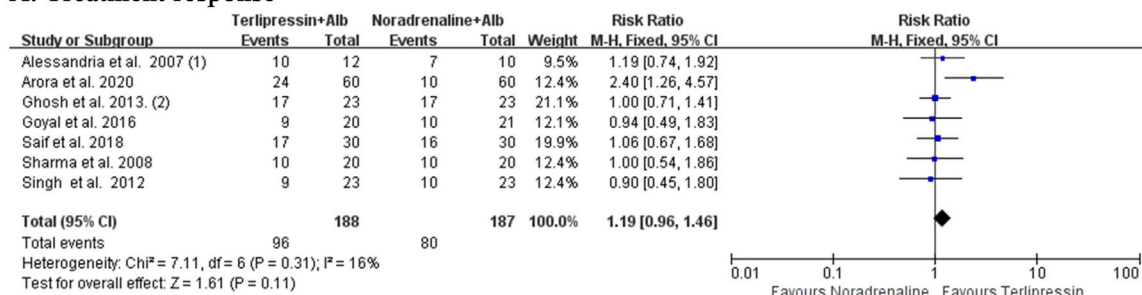 A. Treatment response
Terlipressin+Alb Noradrenaline+Alb Risk Ratio Risk Ratio
Study or Subgroup Events Total Events Total Weight M-H, Fixed, 95% CI M-H, Fixed, 95% CI
Alessandria et al. 2007 (1) 10 12 7 10 9.5% 1.19 [0.74, 1.92]
Arora et al. 2020 24 60 10 60 12.4% 2.40 [1.26, 4.57]
Ghosh et al. 2013. (2) 17 23 17 23 21.1% 1.00 [0.71, 1.41]
Goyal et al. 2016 9 20 10 21 12.1% 0.94 [0.49, 1.83]
Saif et al. 2018 17 30 16 30 19.9% 1.06 [0.67, 1.68]
Sharma et al. 2008 10 20 10 20 12.4% 1.00 [0.54, 1.86]
Singh et al. 2012 9 23 10 23 12.4% 0.90 [0.45, 1.80]
Total (95% CI) 188 187 100.0% 1.19 [0.96, 1.46]
Total events 96 80
Heterogeneity: Chi² = 7.11, df = 6 (P = 0.31); I² = 16%
Test for overall effect: Z = 1.61 (P = 0.11)
0.01 0.1 1 10 100
Favours Noradrenaline Favours Terlipressin